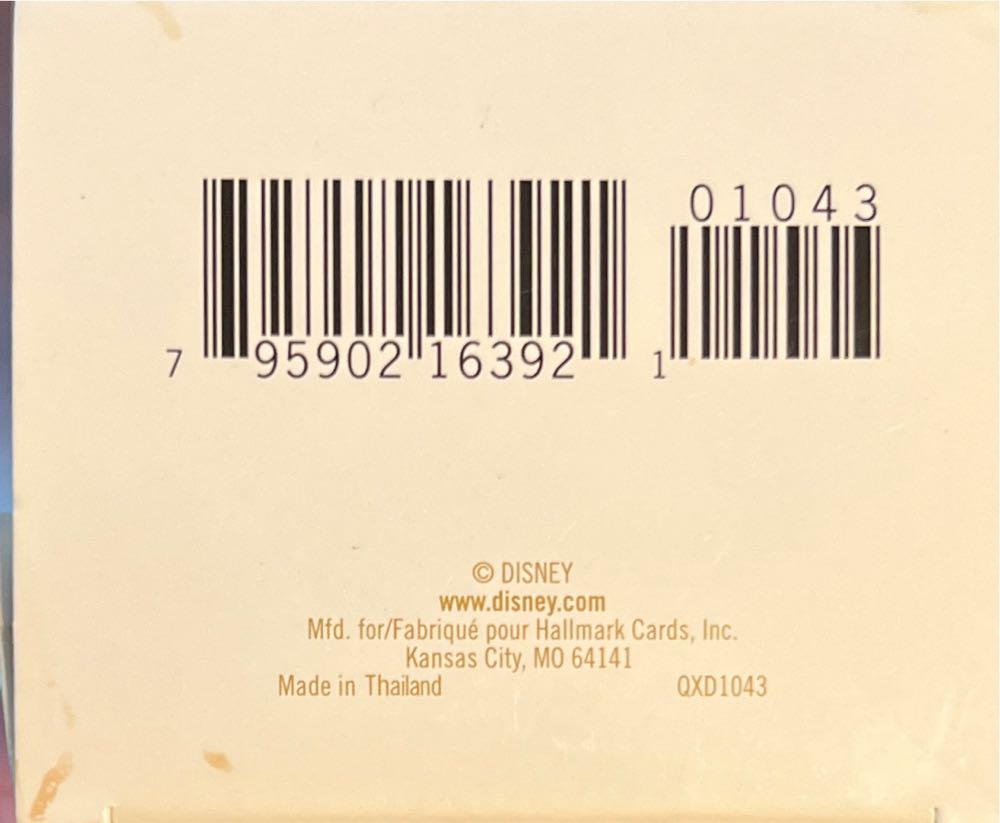 01043
7 95902 16392 1
© DISNEY
www.disney.com
Mfd. for/Fabriqué pour Hallmark Cards, Inc.
Kansas City, MO 64141
Made in Thailand QXD1043